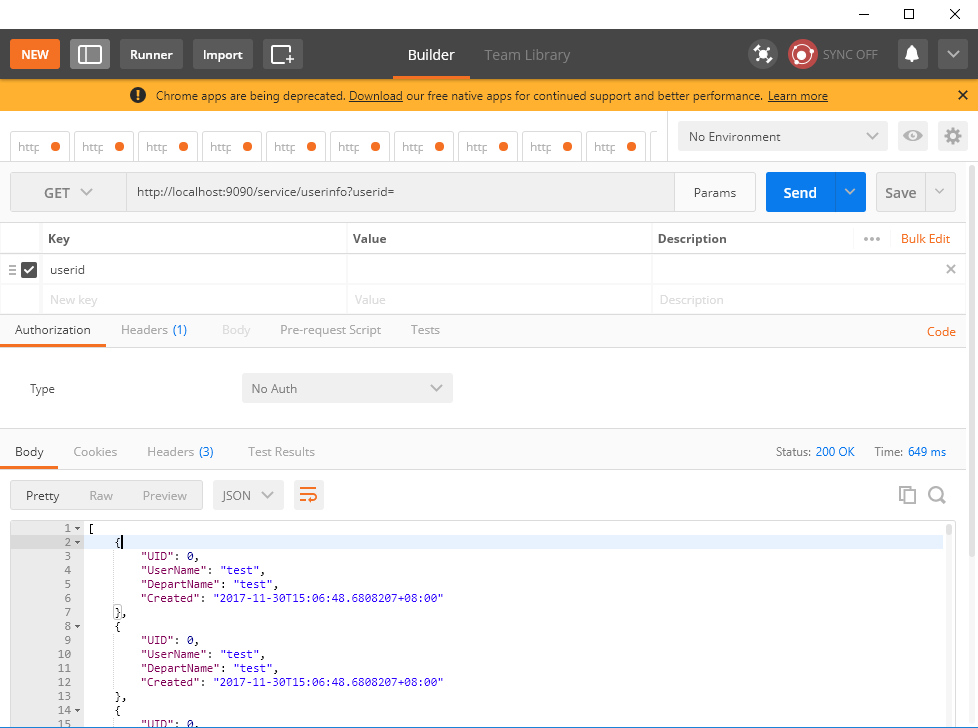 NEW Runner Import Builder Team Library SYNC OFF
Chrome apps are being deprecated. Download our free native apps for continued support and better performance. Learn more
http http http http http http http http http http No Environment
GET http://localhost:9090/service/userinfo?userid= Params Send Save
Key Value Description Bulk Edit
userid
New key Value Description
Authorization Headers (1) Body Pre-request Script Tests Code
Type No Auth
Body Cookies Headers (3) Test Results Status: 200 OK Time: 649 ms
Pretty Raw Preview JSON
1 [
2 {
3 "UID": 0,
4 "UserName": "test",
5 "DepartName": "test",
6 "Created": "2017-11-30T15:06:48.6808207+08:00"
7 },
8 {
9 "UID": 0,
10 "UserName": "test",
11 "DepartName": "test",
12 "Created": "2017-11-30T15:06:48.6808207+08:00"
13 },
14 {
15 "UID": 0,